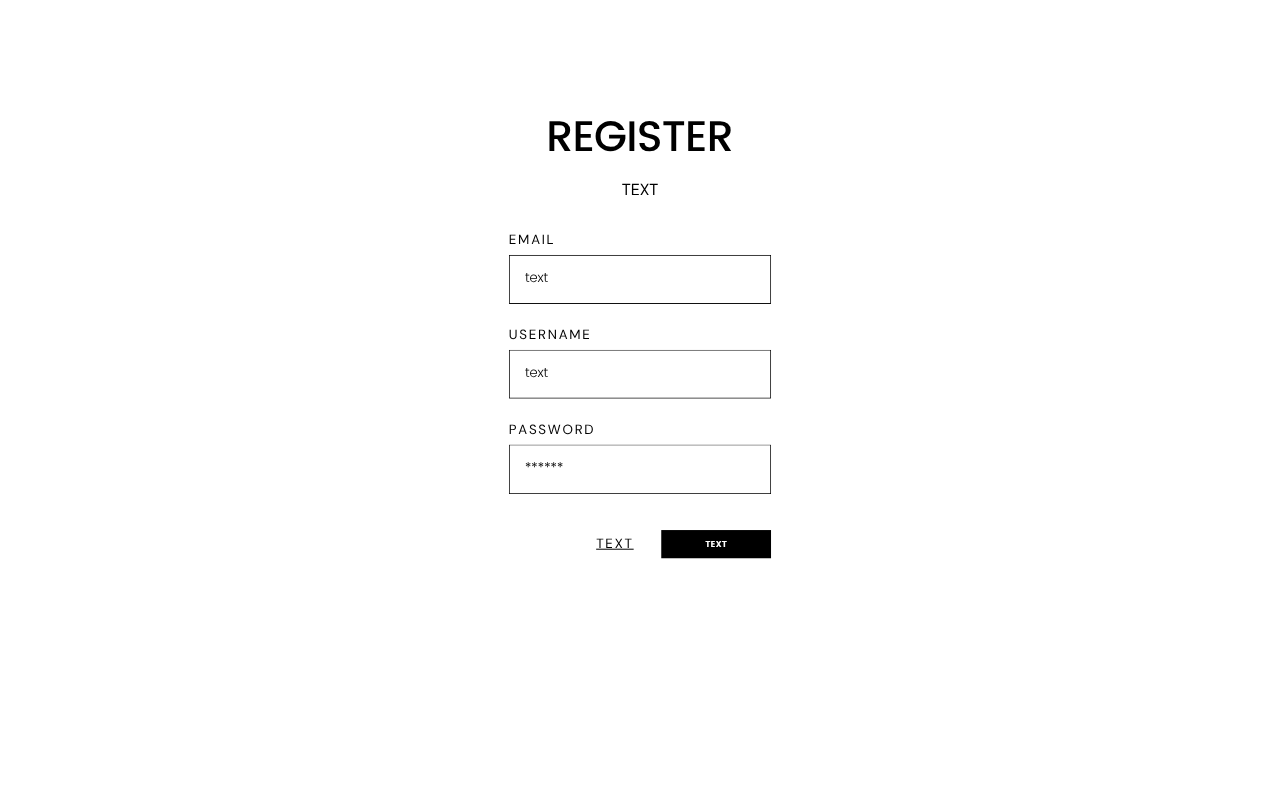 REGISTER
TEXT
EMAIL
text
USERNAME
text
PASSWORD
******
TEXT
TEXT